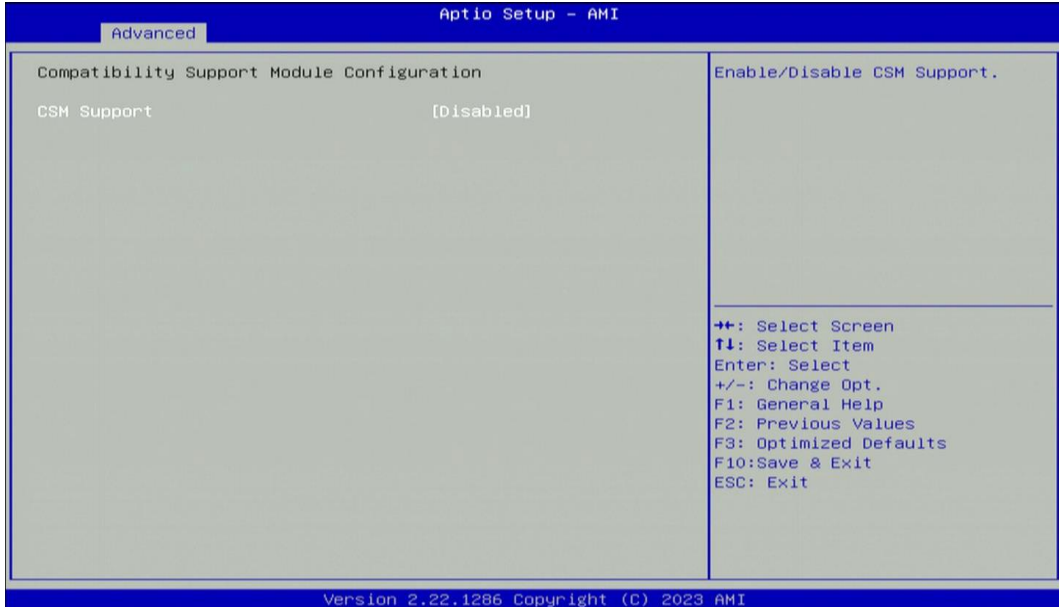 Aptio Setup – AMI
Advanced
Compatibility Support Module Configuration
CSM Support [Disabled]
Enable/Disable CSM Support.
→←: Select Screen
↑↓: Select Item
Enter: Select
+/-: Change Opt.
F1: General Help
F2: Previous Values
F3: Optimized Defaults
F10:Save & Exit
ESC: Exit
Version 2.22.1286 Copyright (C) 2023 AMI